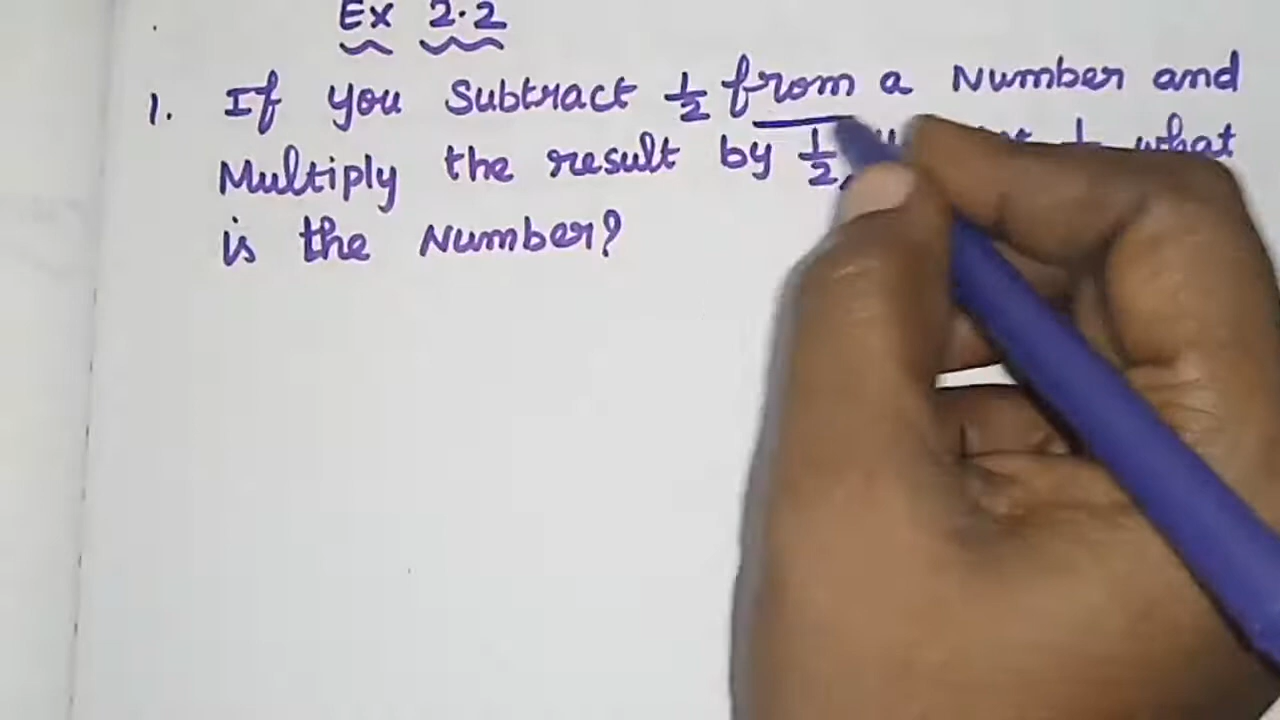 Ex 2.2
1. If you Subtract 1/2 from a Number and
Multiply the result by 1/2, what
is the Number?